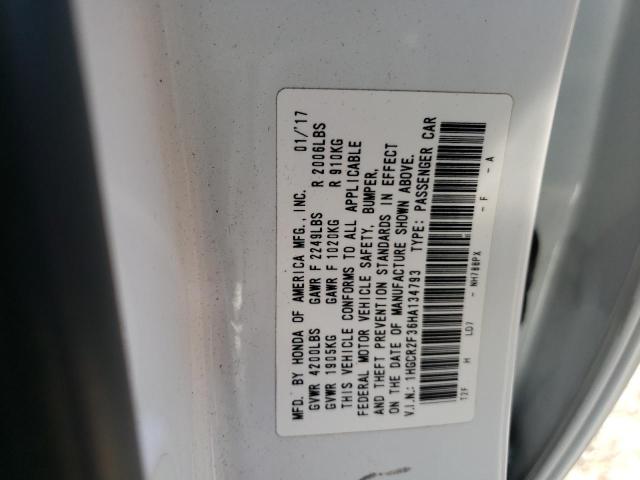 MFD. BY HONDA OF AMERICA MFG., INC. 01/'17
GVWR 4200LBS GAWR F 2249LBS R 2006LBS
GVWR 1905KG GAWR F 1020KG R 910KG
THIS VEHICLE CONFORMS TO ALL APPLICABLE
FEDERAL MOTOR VEHICLE SAFETY, BUMPER,
AND THEFT PREVENTION STANDARDS IN EFFECT
ON THE DATE OF MANUFACTURE SHOWN ABOVE.
V.I.N.: 1HGCR2F36HA134793 TYPE: PASSENGER CAR
T2F H LD7 - NH788PX - F - A